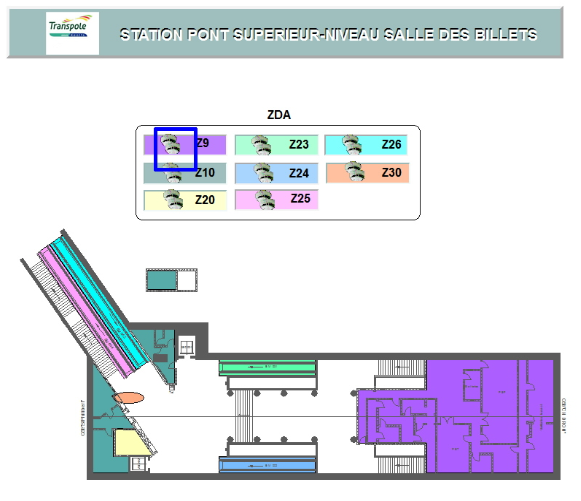 Transpole
STATION PONT SUPERIEUR-NIVEAU SALLE DES BILLETS
ZDA
Z9
Z23
Z26
Z10
Z24
Z30
Z20
Z25